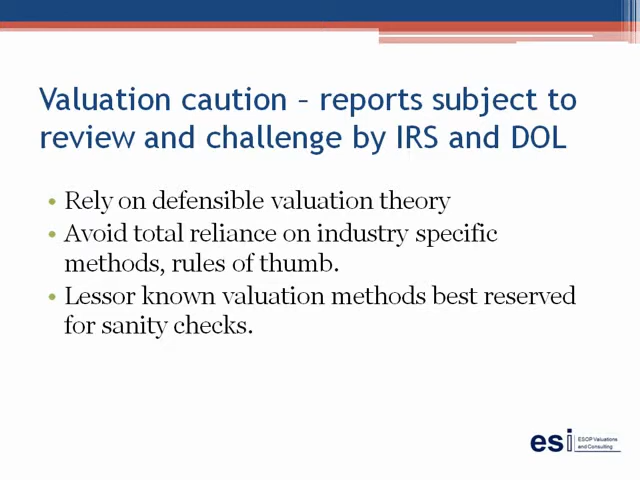 Valuation caution – reports subject to
review and challenge by IRS and DOL
• Rely on defensible valuation theory
• Avoid total reliance on industry specific
methods, rules of thumb.
• Lessor known valuation methods best reserved
for sanity checks.
esi ESOP Valuations
and Consulting